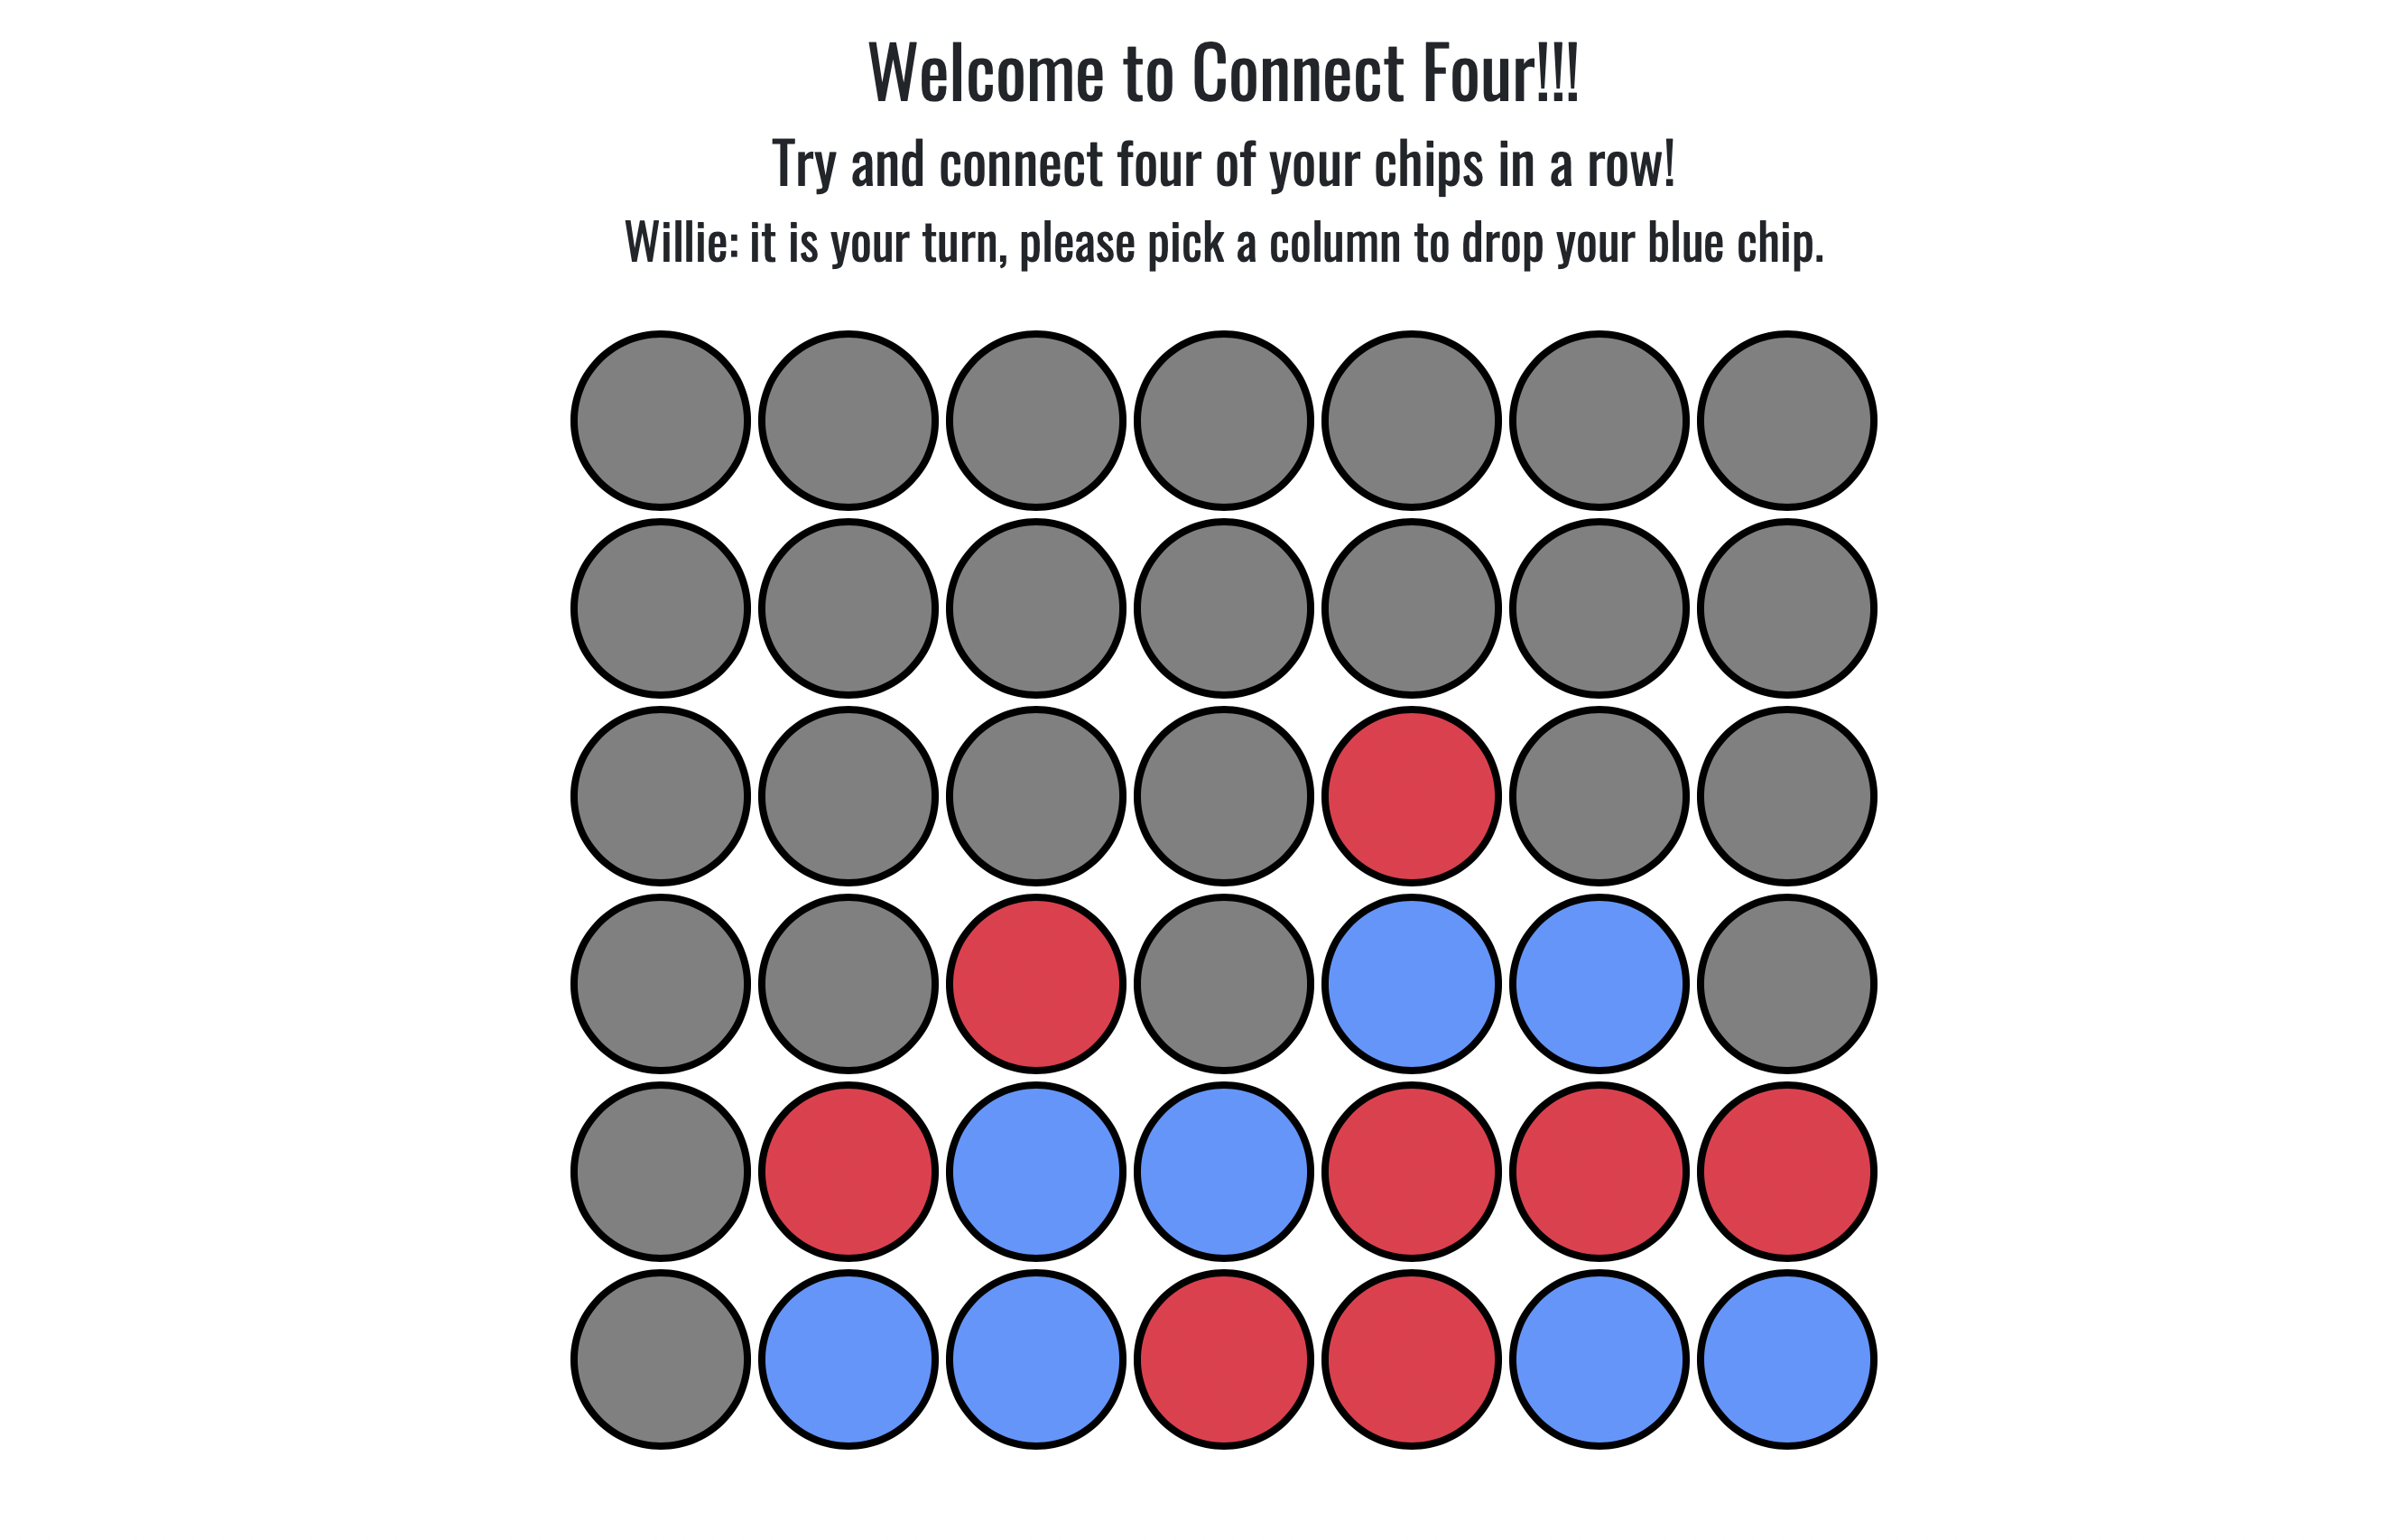 Welcome to Connect Four!!!
Try and connect four of your chips in a row!
Willie: it is your turn, please pick a column to drop your blue chip.